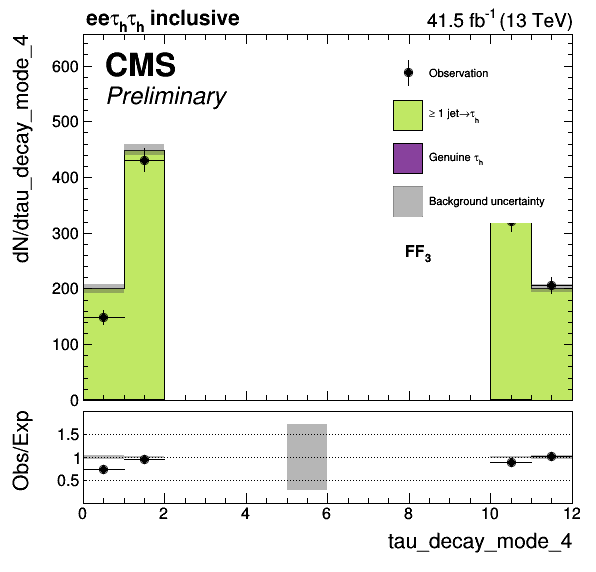 eeτhτh inclusive
41.5 fb-1 (13 TeV)
CMS
Preliminary
Observation
≥ 1 jet→τh
Genuine τh
Background uncertainty
FF3
dN/dtau_decay_mode_4
600
500
400
300
200
100
0
Obs/Exp
1.5
1
0.5
0 2 4 6 8 10 12
tau_decay_mode_4